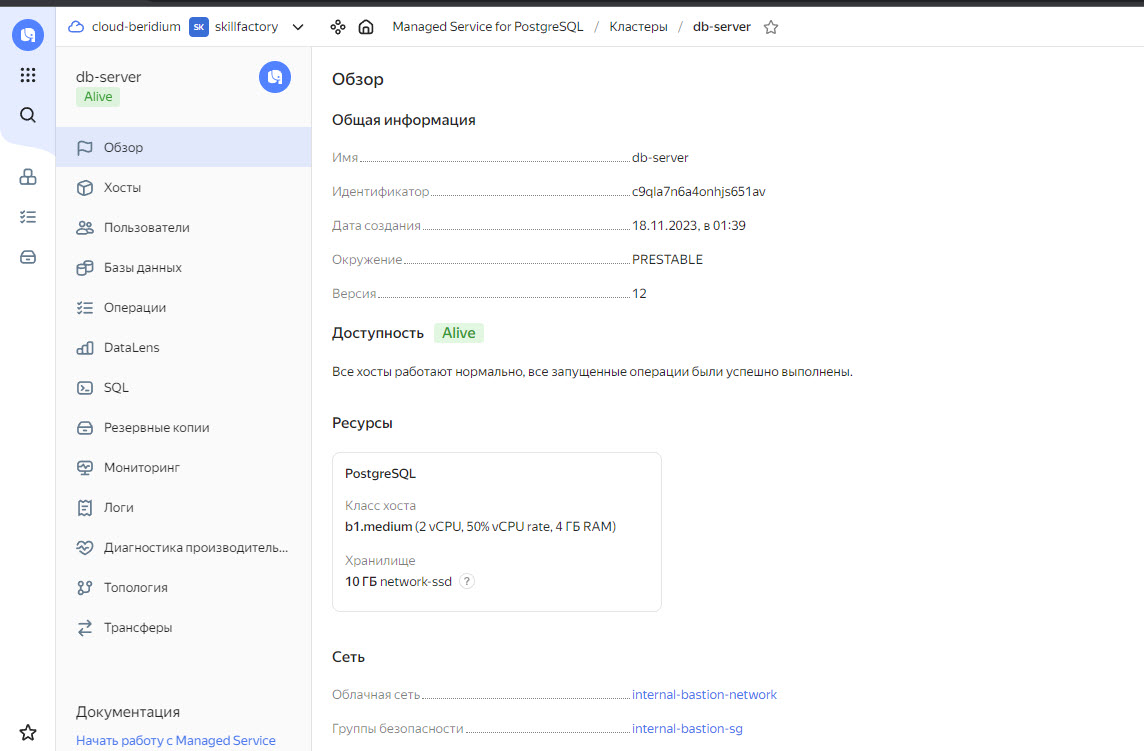 cloud-beridium SK skillfactory Managed Service for PostgreSQL / Кластеры / db-server
db-server
Alive
Обзор
Хосты
Пользователи
Базы данных
Операции
DataLens
SQL
Резервные копии
Мониторинг
Логи
Диагностика производитель...
Топология
Трансферы
Документация
Начать работу с Managed Service
Обзор
Общая информация
Имя db-server
Идентификатор c9qla7n6a4onhjs651av
Дата создания 18.11.2023, в 01:39
Окружение PRESTABLE
Версия 12
Доступность Alive
Все хосты работают нормально, все запущенные операции были успешно выполнены.
Ресурсы
PostgreSQL
Класс хоста
b1.medium (2 vCPU, 50% vCPU rate, 4 ГБ RAM)
Хранилище
10 ГБ network-ssd ?
Сеть
Облачная сеть internal-bastion-network
Группы безопасности internal-bastion-sg